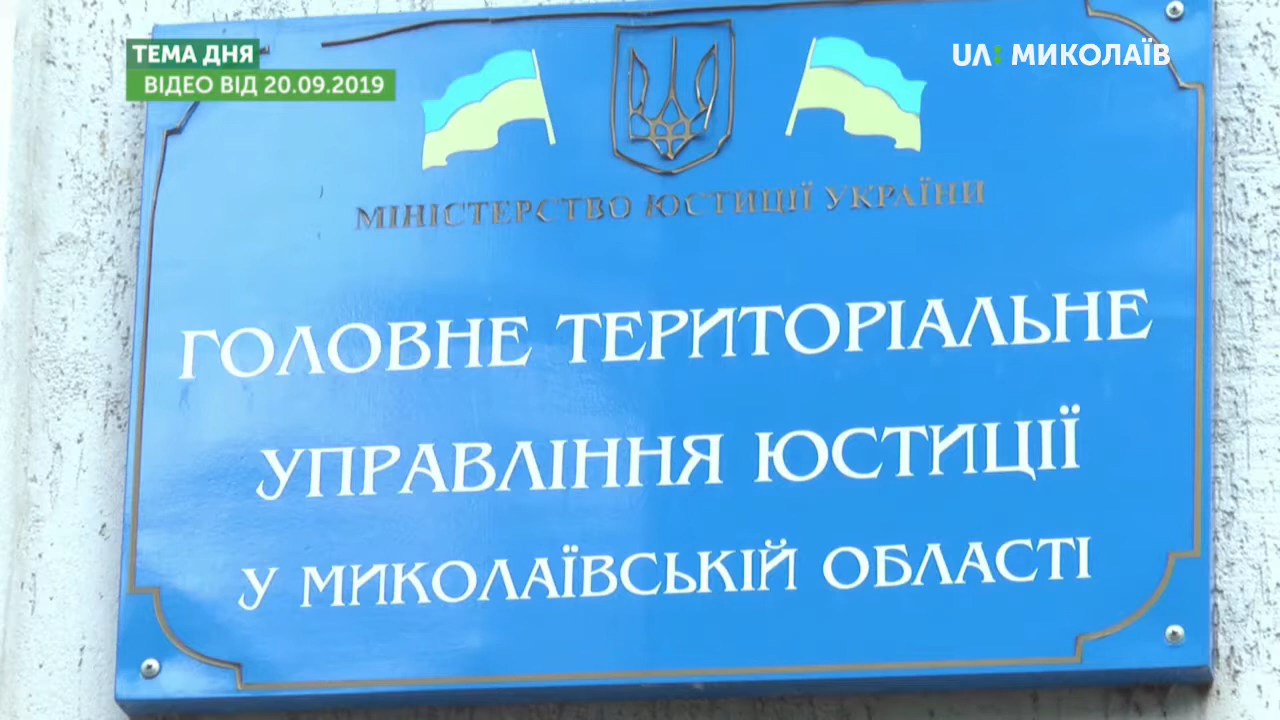 ТЕМА ДНЯ
ВІДЕО ВІД 20.09.2019
UA: МИКОЛАЇВ
МІНІСТЕРСТВО ЮСТИЦІЇ УКРАЇНИ
ГОЛОВНЕ ТЕРИТОРІАЛЬНЕ
УПРАВЛІННЯ ЮСТИЦІЇ
У МИКОЛАЇВСЬКІЙ ОБЛАСТІ